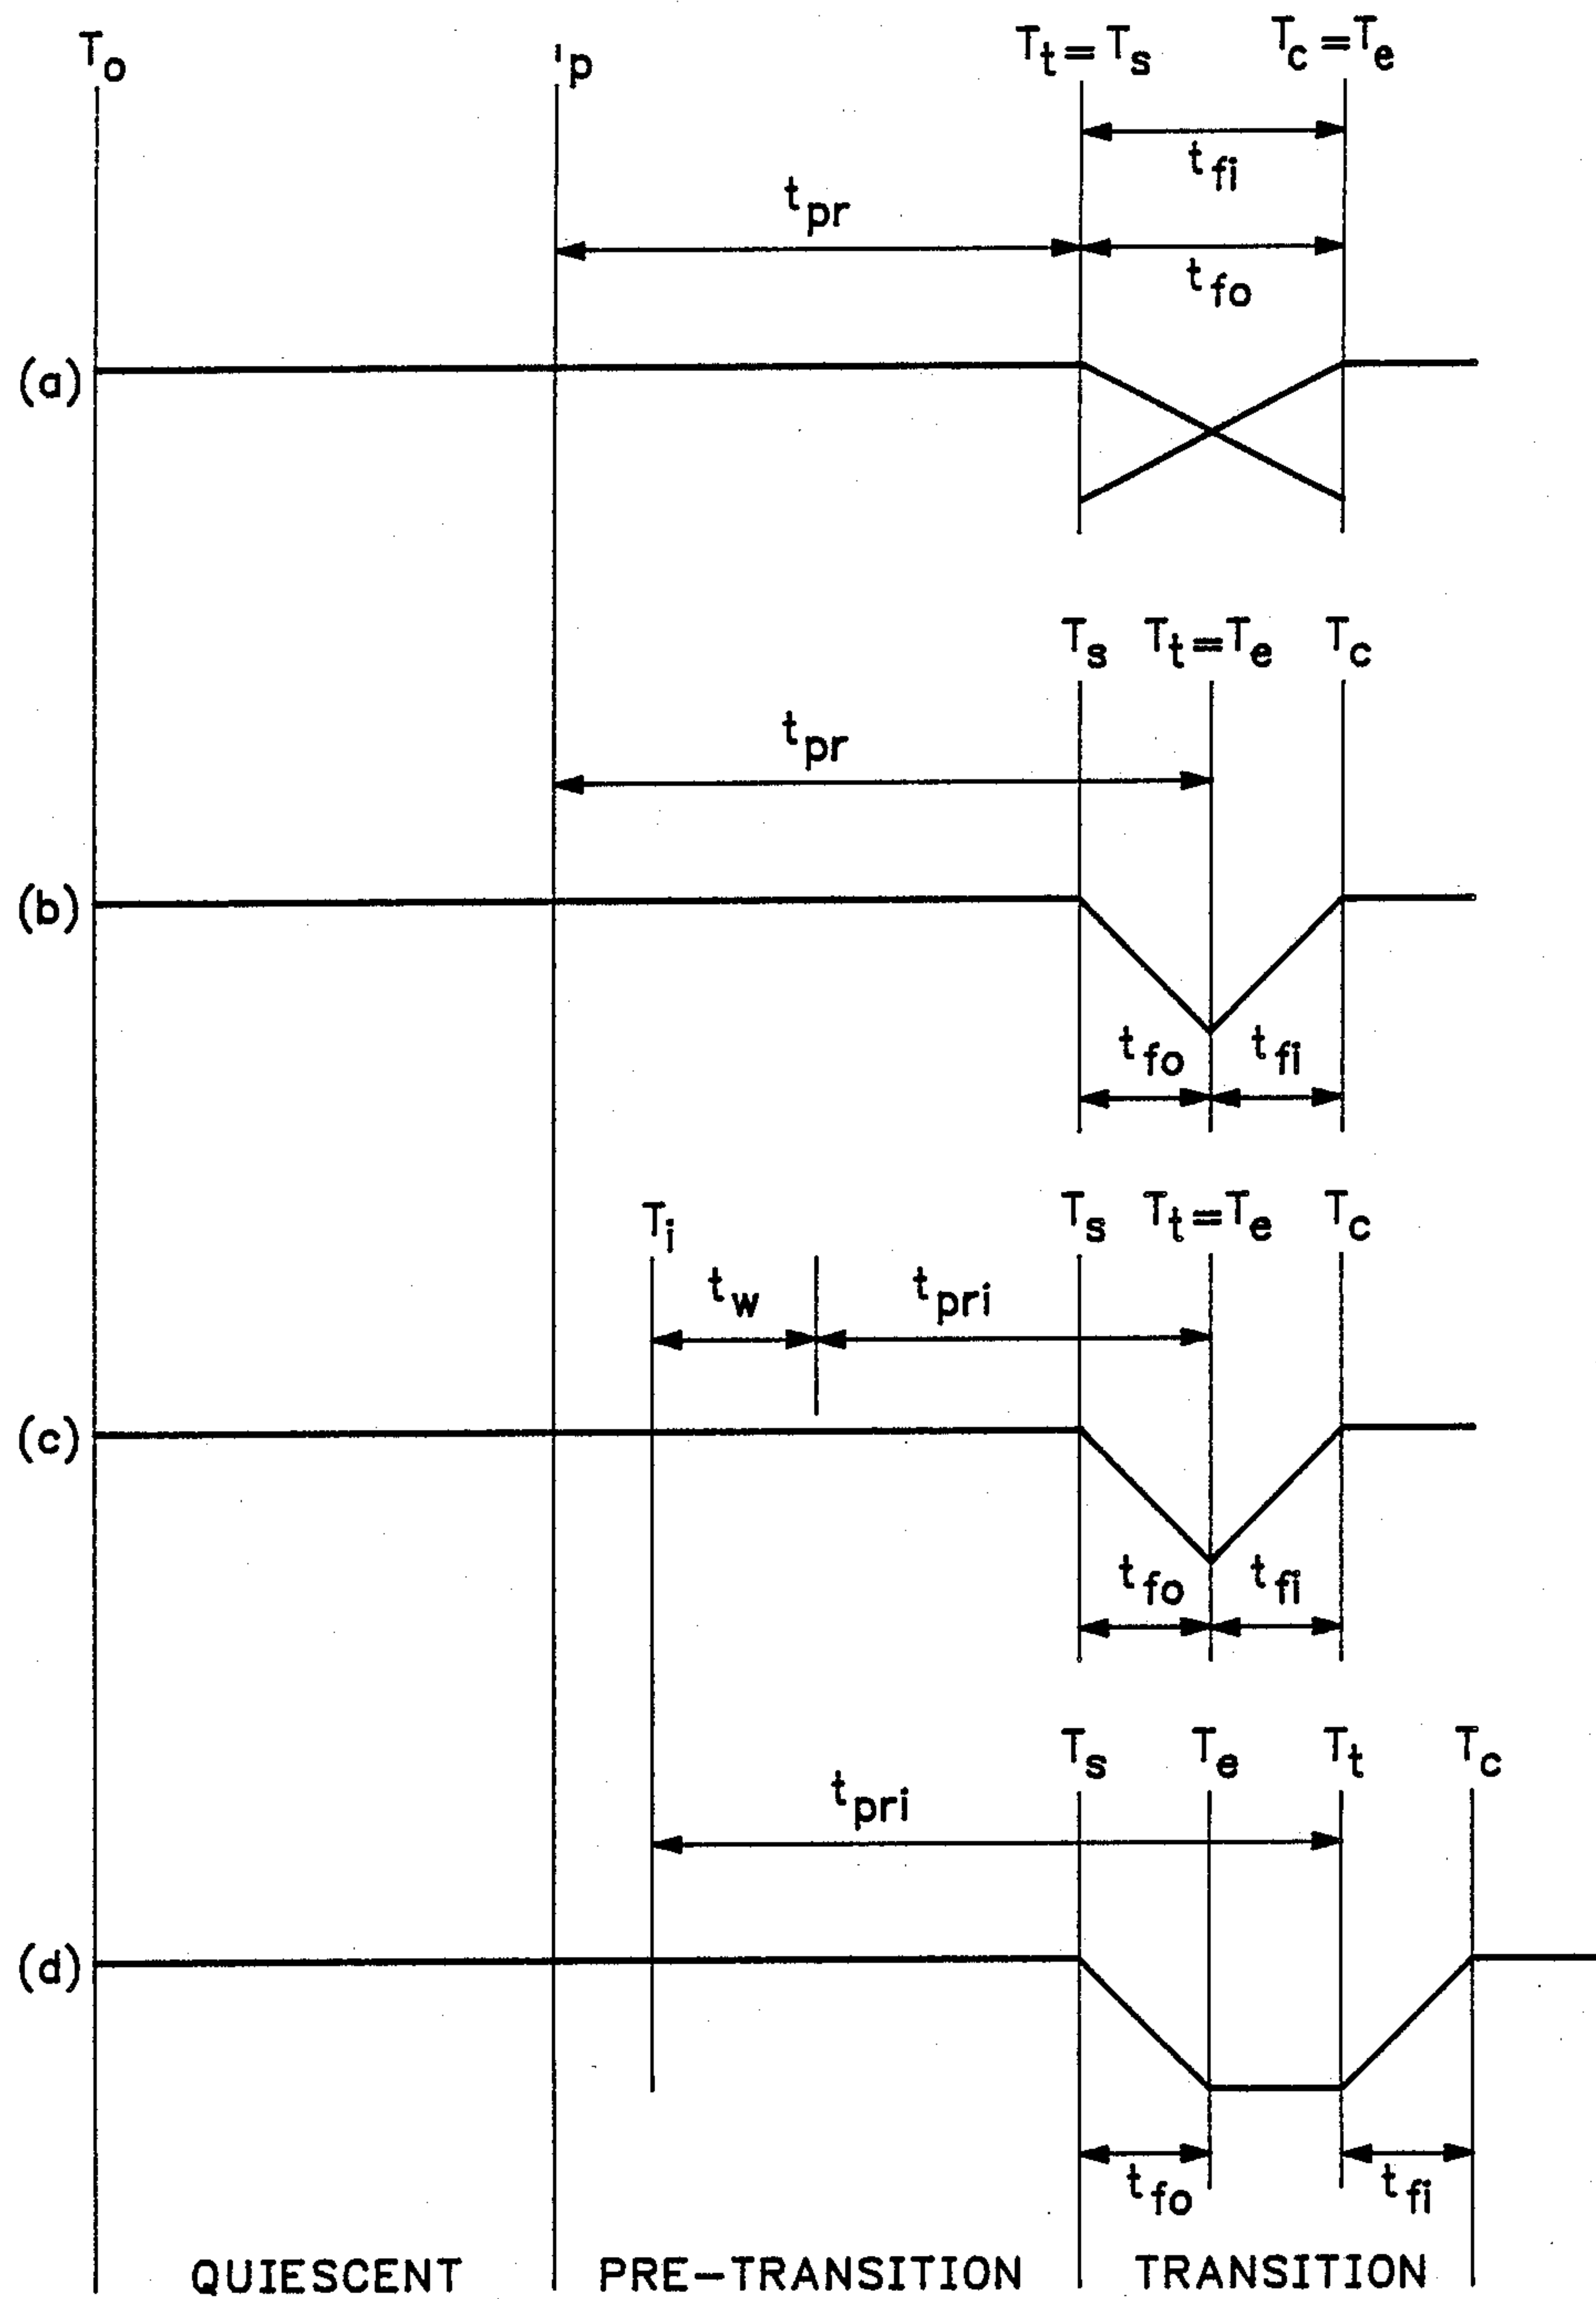 To
'p
Tt=Ts
Tc=Te
tfi
tpr
tfo
(a)
Ts
Tt=Te
Tc
tpr
(b)
tfo
tfi
Ti
Ts
Tt=Te
Tc
tw
tpri
(c)
tfo
tfi
Ts
Te
Tt
Tc
tpri
(d)
tfo
tfi
QUIESCENT
PRE-TRANSITION
TRANSITION